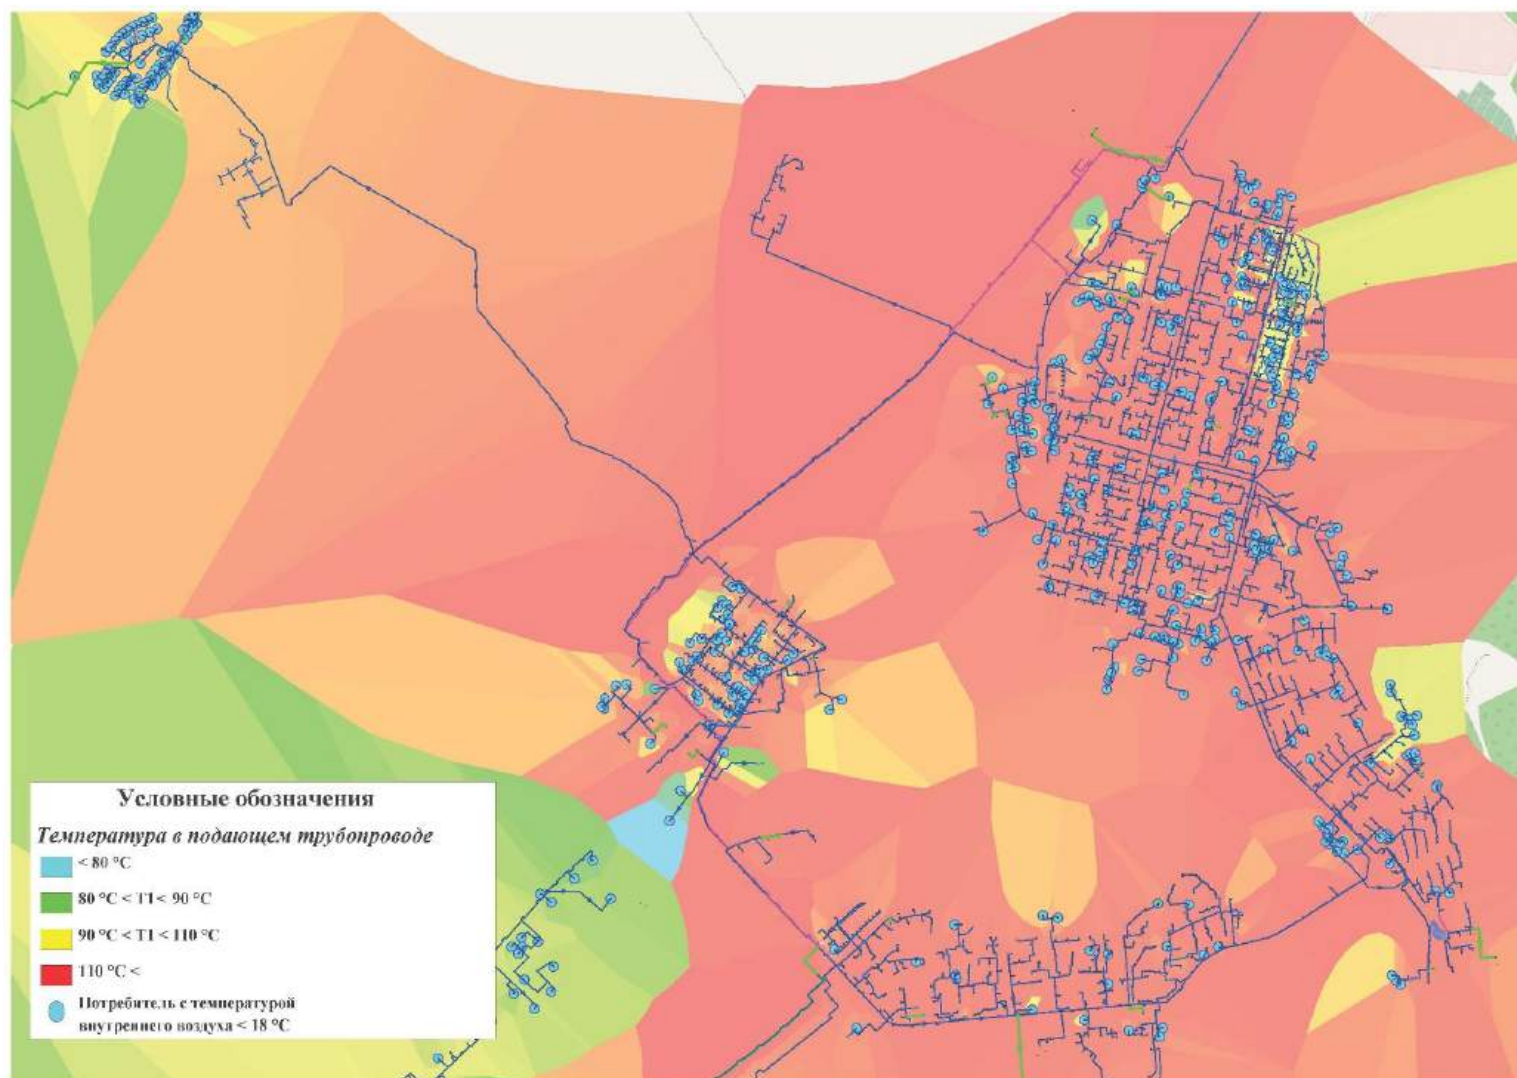 Условные обозначения
Температура в подающем трубопроводе
< 80 °C
80 °C < T1 < 90 °C
90 °C < T1 < 110 °C
110 °C <
Потребитель с температурой
внутреннего воздуха < 18 °C